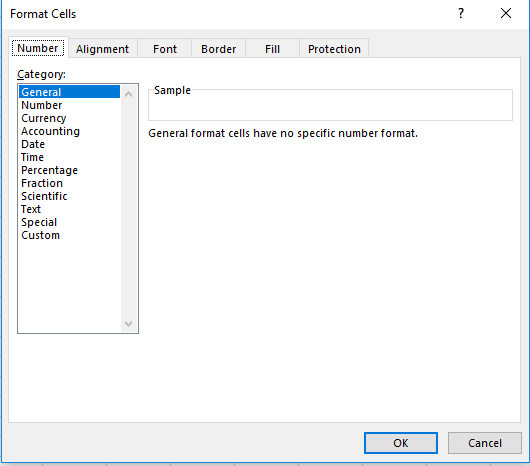 Format Cells ?
Number Alignment Font Border Fill Protection
Category:
General
Number
Currency
Accounting
Date
Time
Percentage
Fraction
Scientific
Text
Special
Custom
Sample
General format cells have no specific number format.
OK Cancel